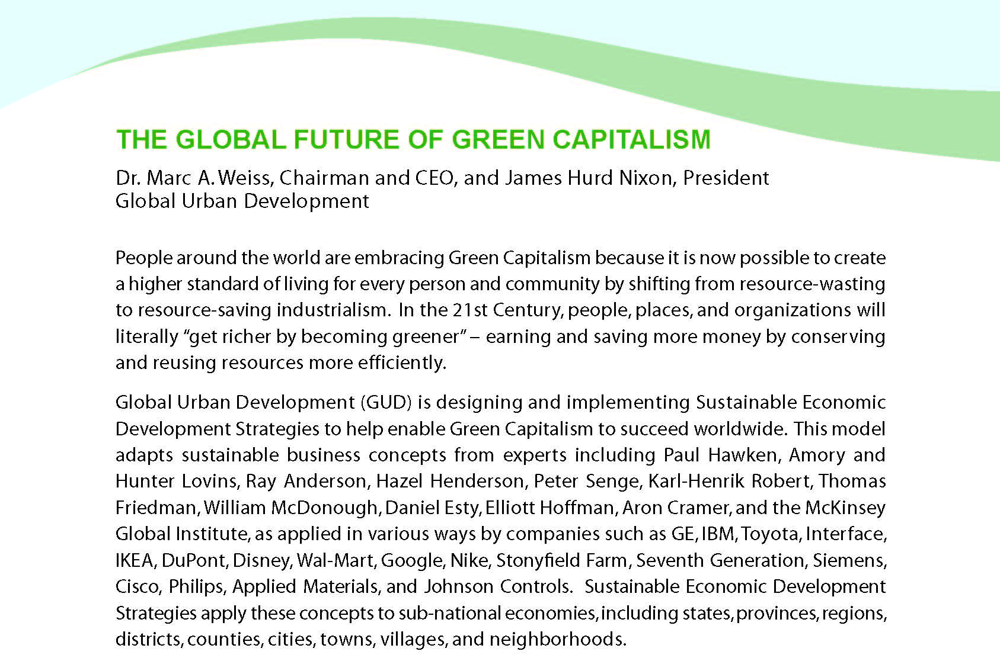 THE GLOBAL FUTURE OF GREEN CAPITALISM
Dr. Marc A. Weiss, Chairman and CEO, and James Hurd Nixon, President
Global Urban Development
People around the world are embracing Green Capitalism because it is now possible to create
a higher standard of living for every person and community by shifting from resource-wasting
to resource-saving industrialism. In the 21st Century, people, places, and organizations will
literally “get richer by becoming greener” – earning and saving more money by conserving
and reusing resources more efficiently.
Global Urban Development (GUD) is designing and implementing Sustainable Economic
Development Strategies to help enable Green Capitalism to succeed worldwide. This model
adapts sustainable business concepts from experts including Paul Hawken, Amory and
Hunter Lovins, Ray Anderson, Hazel Henderson, Peter Senge, Karl-Henrik Robert, Thomas
Friedman, William McDonough, Daniel Esty, Elliott Hoffman, Aron Cramer, and the McKinsey
Global Institute, as applied in various ways by companies such as GE, IBM, Toyota, Interface,
IKEA, DuPont, Disney, Wal-Mart, Google, Nike, Stonyfield Farm, Seventh Generation, Siemens,
Cisco, Philips, Applied Materials, and Johnson Controls. Sustainable Economic Development
Strategies apply these concepts to sub-national economies, including states, provinces, regions,
districts, counties, cities, towns, villages, and neighborhoods.